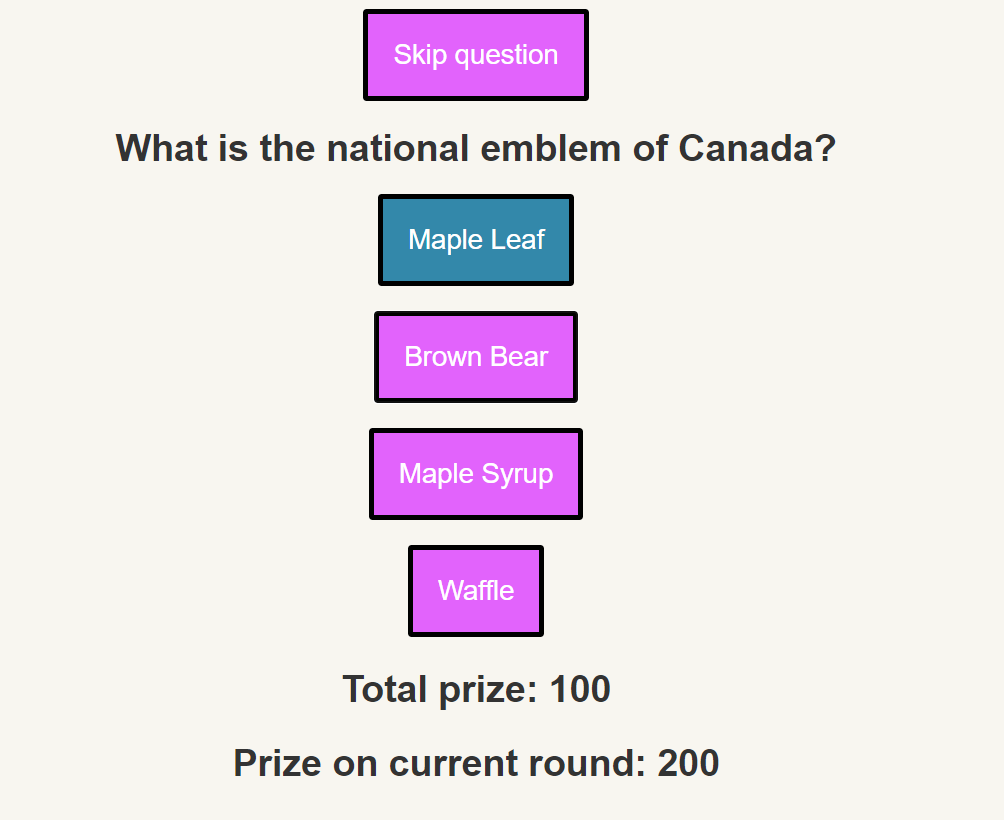 Skip question
What is the national emblem of Canada?
Maple Leaf
Brown Bear
Maple Syrup
Waffle
Total prize: 100
Prize on current round: 200